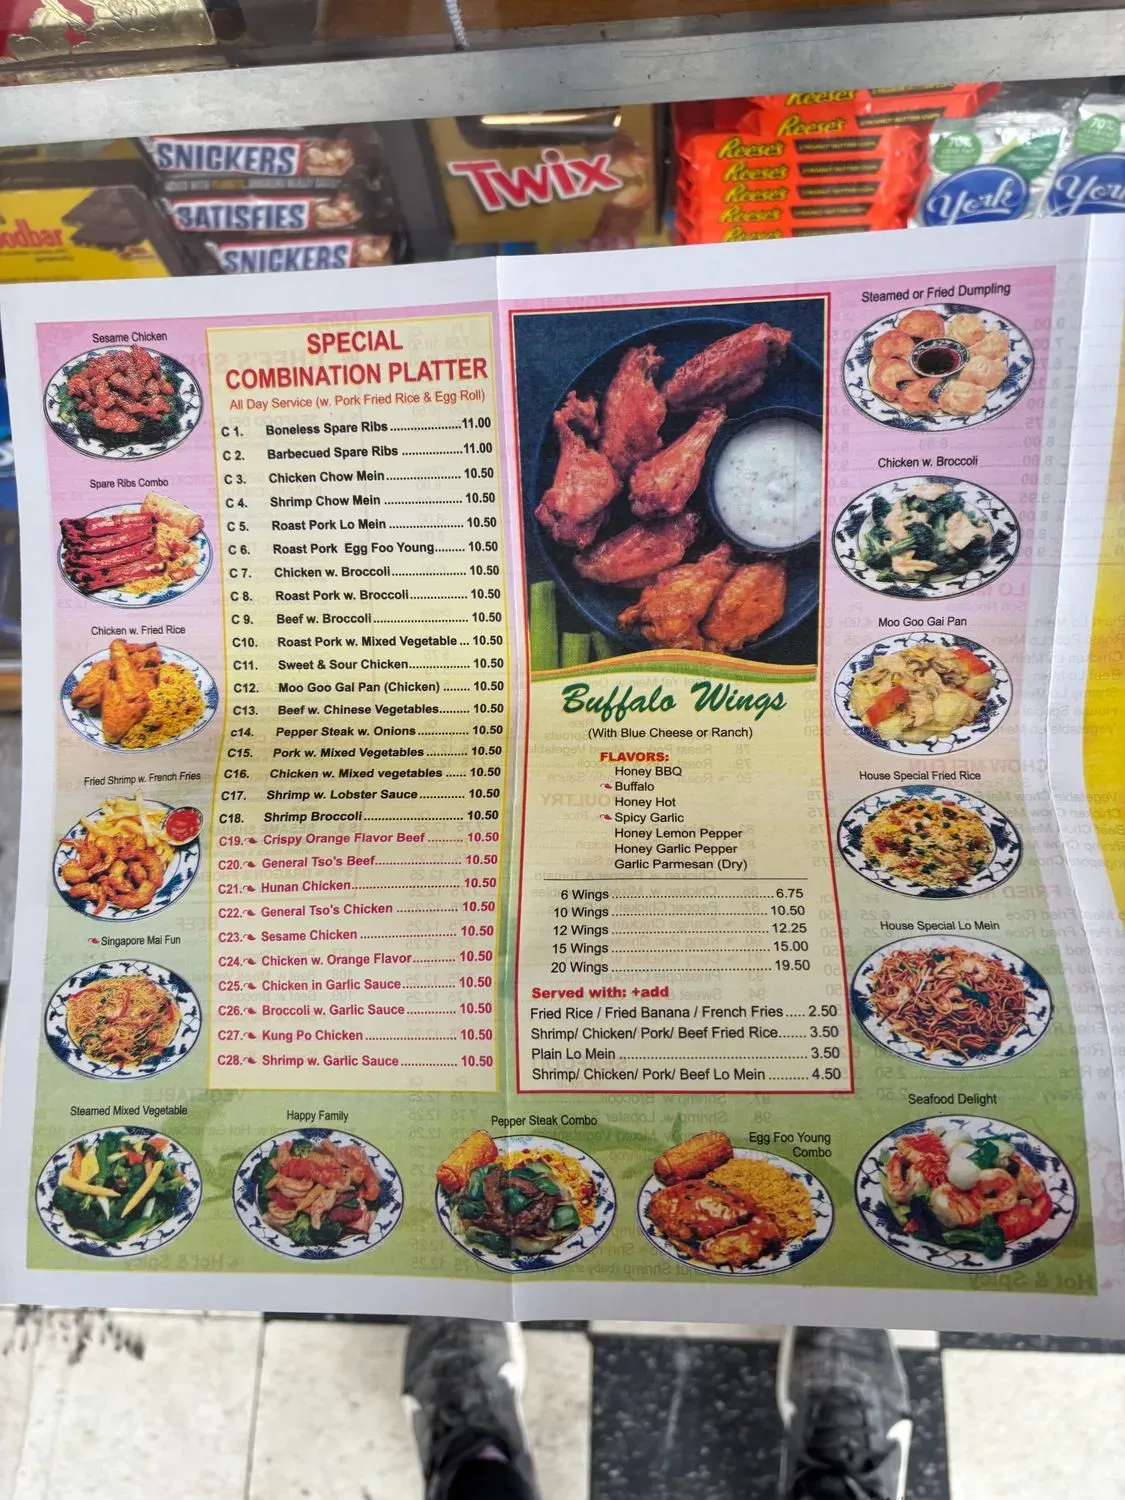 Reese's
Reese's
Reese's
Reese's
Reese's
Reese's
Reese's
SNICKERS
SATISFIES
SNICKERS
TWIX
70%
York
70%
York
Sesame Chicken
Spare Ribs Combo
Chicken w. Fried Rice
Fried Shrimp w. French Fries
Singapore Mai Fun
Steamed Mixed Vegetable
Happy Family
Pepper Steak Combo
Egg Foo Young
Combo
SPECIAL
COMBINATION PLATTER
All Day Service (w. Pork Fried Rice & Egg Roll)
C 1. Boneless Spare Ribs.....................11.00
C 2. Barbecued Spare Ribs ..................11.00
C 3. Chicken Chow Mein.......................10.50
C 4. Shrimp Chow Mein .......................10.50
C 5. Roast Pork Lo Mein ......................10.50
C 6. Roast Pork Egg Foo Young......... 10.50
C 7. Chicken w. Broccoli......................10.50
C 8. Roast Pork w. Broccoli.................10.50
C 9. Beef w. Broccoli............................10.50
C10. Roast Pork w. Mixed Vegetable ... 10.50
C11. Sweet & Sour Chicken..................10.50
C12. Moo Goo Gai Pan (Chicken) ........ 10.50
C13. Beef w. Chinese Vegetables......... 10.50
c14. Pepper Steak w. Onions ...............10.50
C15. Pork w. Mixed Vegetables ............10.50
C16. Chicken w. Mixed vegetables ...... 10.50
C17. Shrimp w. Lobster Sauce.............10.50
C18. Shrimp Broccoli............................10.50
C19. Crispy Orange Flavor Beef ..........10.50
C20. General Tso's Beef.......................10.50
C21. Hunan Chicken.............................10.50
C22. General Tso's Chicken .................10.50
C23. Sesame Chicken ..........................10.50
C24. Chicken w. Orange Flavor............10.50
C25. Chicken in Garlic Sauce...............10.50
C26. Broccoli w. Garlic Sauce..............10.50
C27. Kung Po Chicken .........................10.50
C28. Shrimp w. Garlic Sauce................10.50
Buffalo Wings
(With Blue Cheese or Ranch)
FLAVORS:
Honey BBQ
Buffalo
Honey Hot
Spicy Garlic
Honey Lemon Pepper
Honey Garlic Pepper
Garlic Parmesan (Dry)
6 Wings.......................6.75
10 Wings.......................10.50
12 Wings.......................12.25
15 Wings.......................15.00
20 Wings.......................19.50
Served with: +add
Fried Rice / Fried Banana / French Fries..... 2.50
Shrimp/ Chicken/ Pork/ Beef Fried Rice....... 3.50
Plain Lo Mein ................................ 3.50
Shrimp/ Chicken/ Pork/ Beef Lo Mein .......... 4.50
Steamed or Fried Dumpling
Chicken w. Broccoli
Moo Goo Gai Pan
House Special Fried Rice
House Special Lo Mein
Seafood Delight